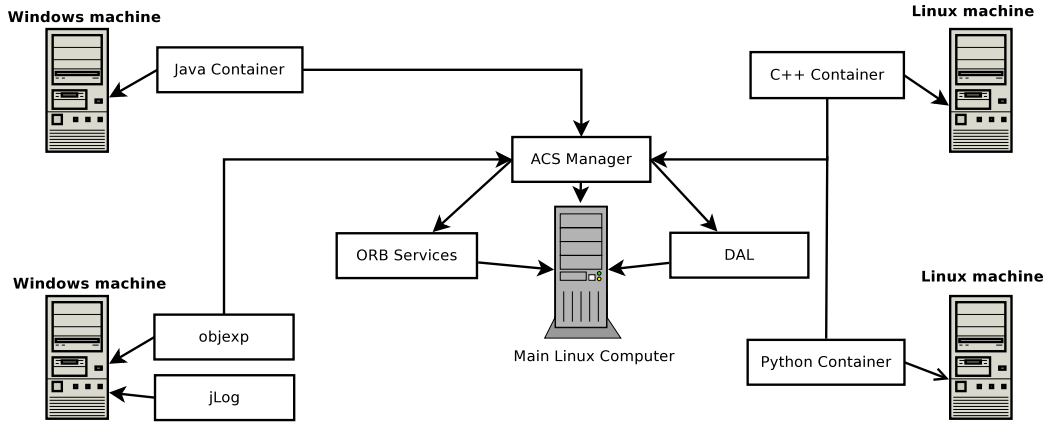 Windows machine
Linux machine
Java Container
C++ Container
ACS Manager
ORB Services
DAL
Windows machine
Linux machine
objexp
Main Linux Computer
Python Container
jLog